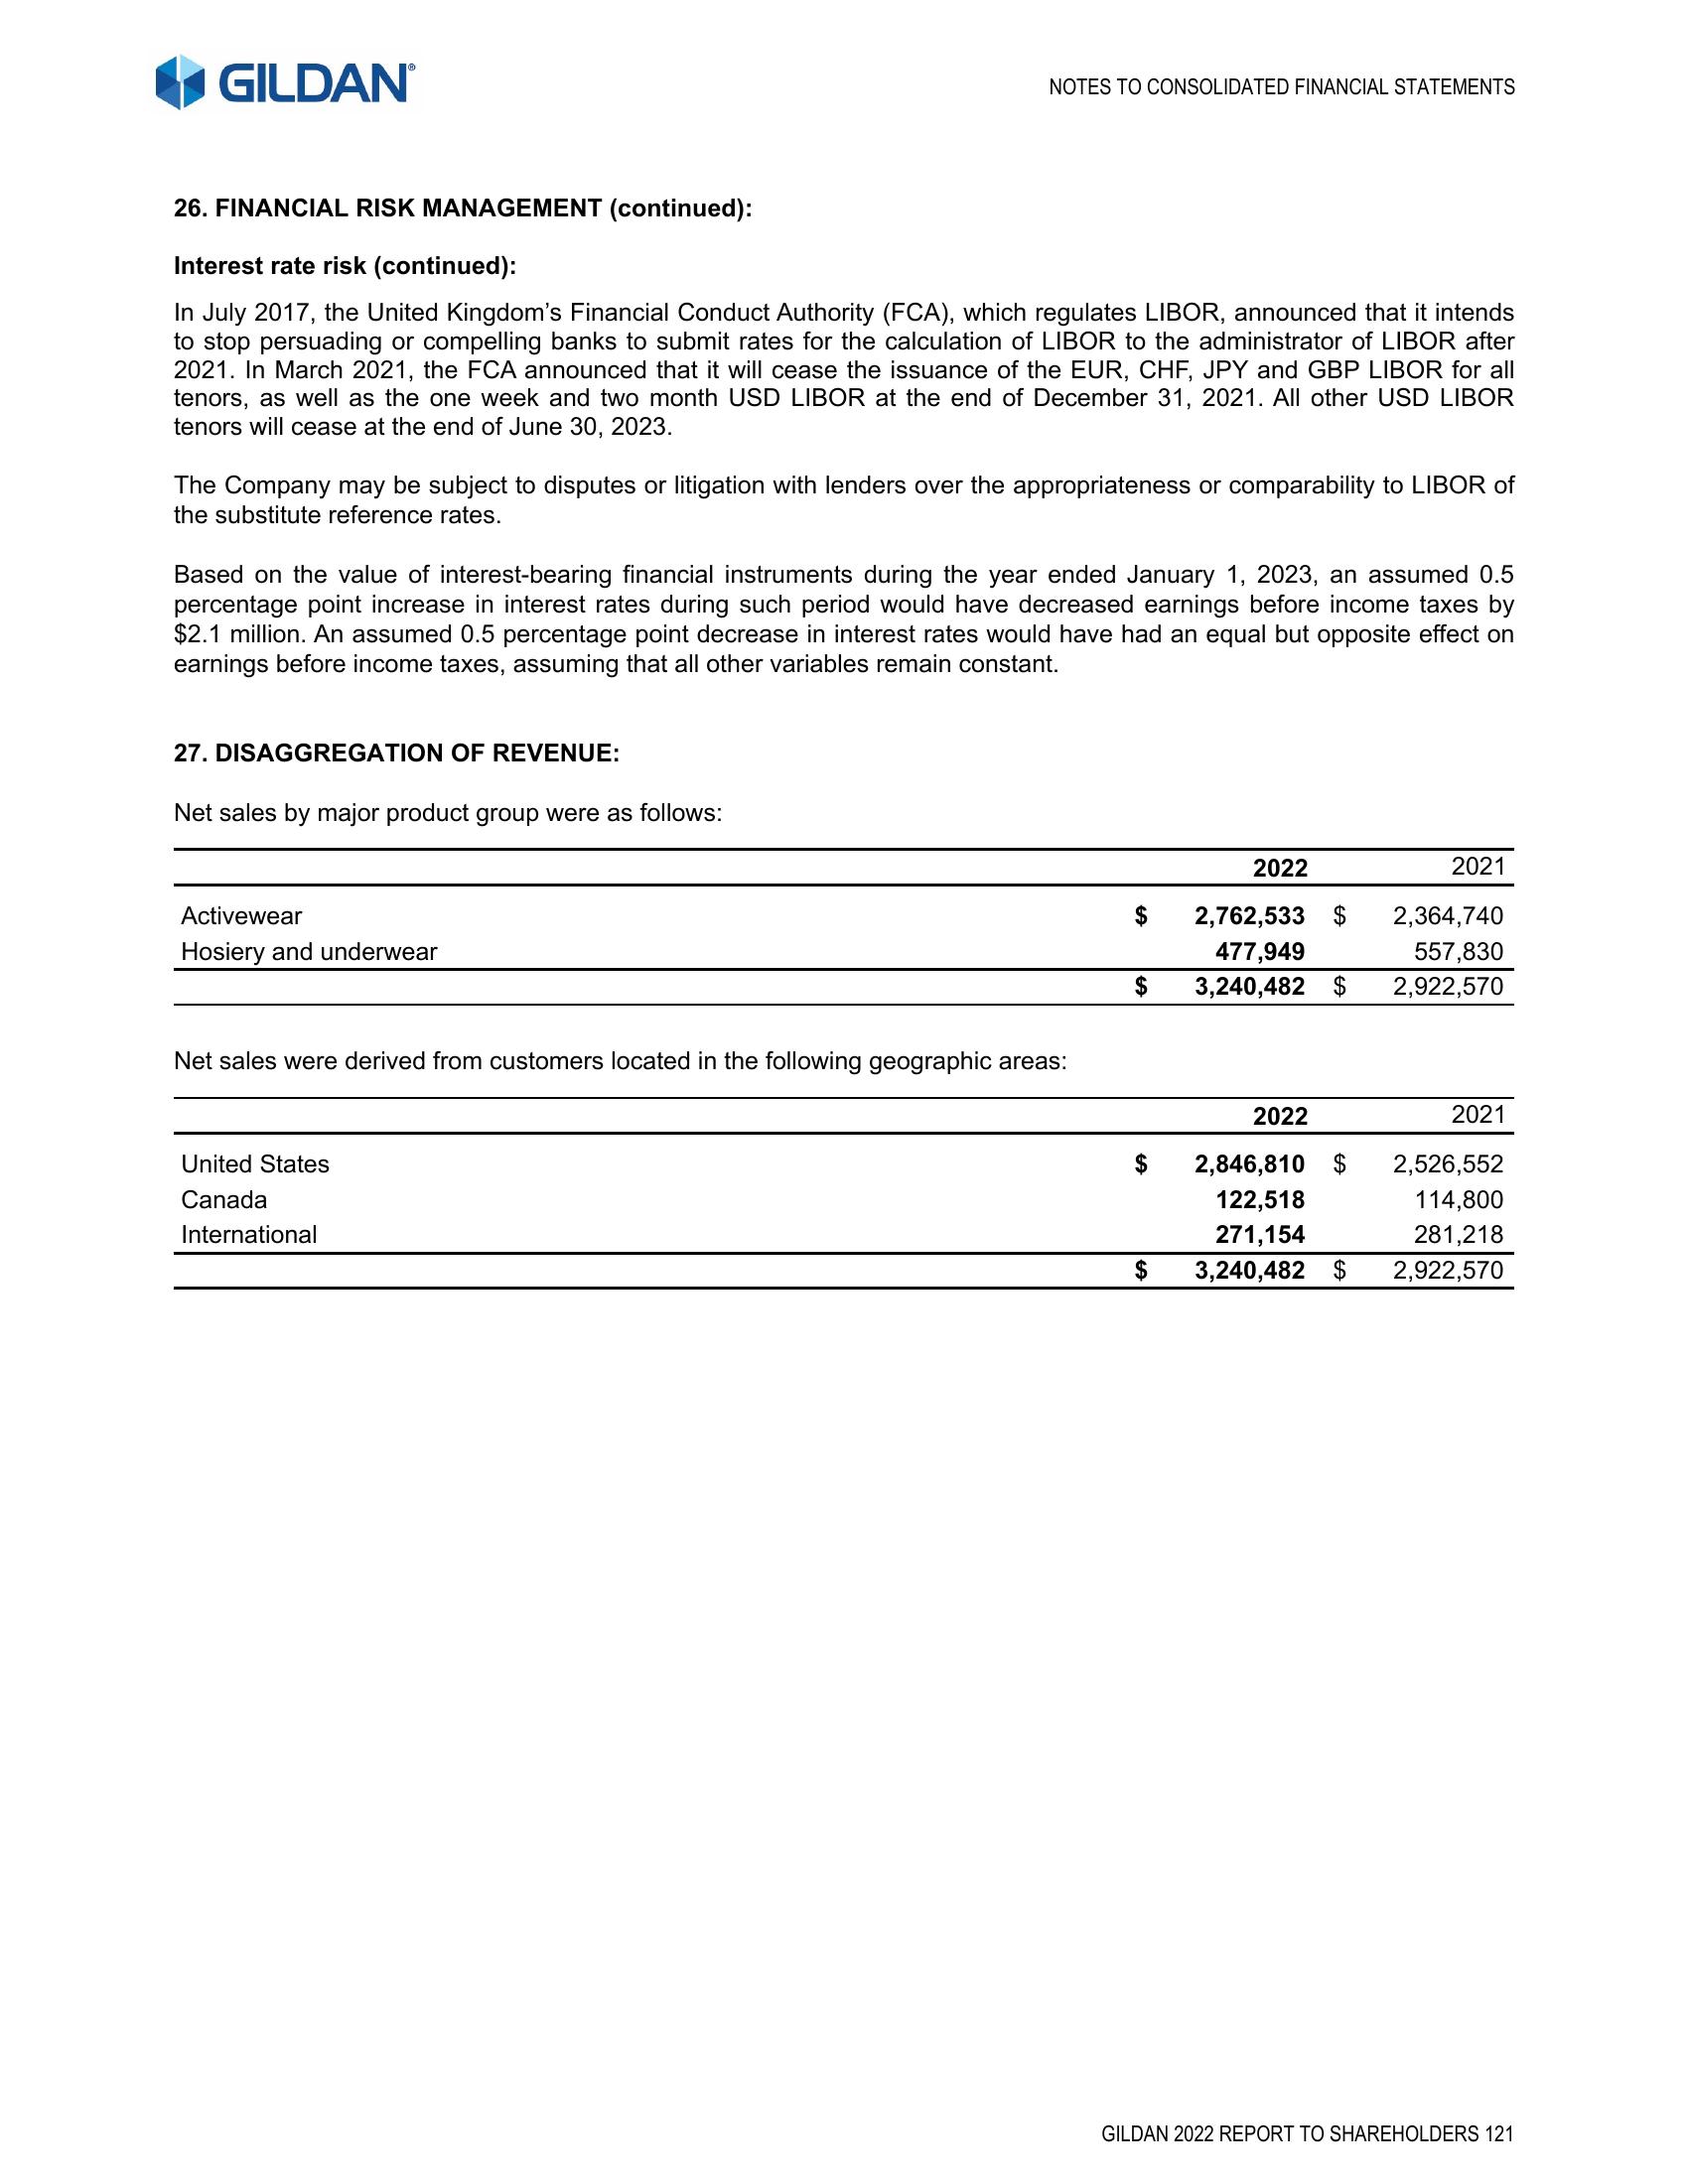 GILDAN®
NOTES TO CONSOLIDATED FINANCIAL STATEMENTS
26. FINANCIAL RISK MANAGEMENT (continued):
Interest rate risk (continued):
In July 2017, the United Kingdom’s Financial Conduct Authority (FCA), which regulates LIBOR, announced that it intends
to stop persuading or compelling banks to submit rates for the calculation of LIBOR to the administrator of LIBOR after
2021. In March 2021, the FCA announced that it will cease the issuance of the EUR, CHF, JPY and GBP LIBOR for all
tenors, as well as the one week and two month USD LIBOR at the end of December 31, 2021. All other USD LIBOR
tenors will cease at the end of June 30, 2023.
The Company may be subject to disputes or litigation with lenders over the appropriateness or comparability to LIBOR of
the substitute reference rates.
Based on the value of interest-bearing financial instruments during the year ended January 1, 2023, an assumed 0.5
percentage point increase in interest rates during such period would have decreased earnings before income taxes by
$2.1 million. An assumed 0.5 percentage point decrease in interest rates would have had an equal but opposite effect on
earnings before income taxes, assuming that all other variables remain constant.
27. DISAGGREGATION OF REVENUE:
Net sales by major product group were as follows:
2022 2021
Activewear $ 2,762,533 $ 2,364,740
Hosiery and underwear 477,949 557,830
$ 3,240,482 $ 2,922,570
Net sales were derived from customers located in the following geographic areas:
2022 2021
United States $ 2,846,810 $ 2,526,552
Canada 122,518 114,800
International 271,154 281,218
$ 3,240,482 $ 2,922,570
GILDAN 2022 REPORT TO SHAREHOLDERS 121